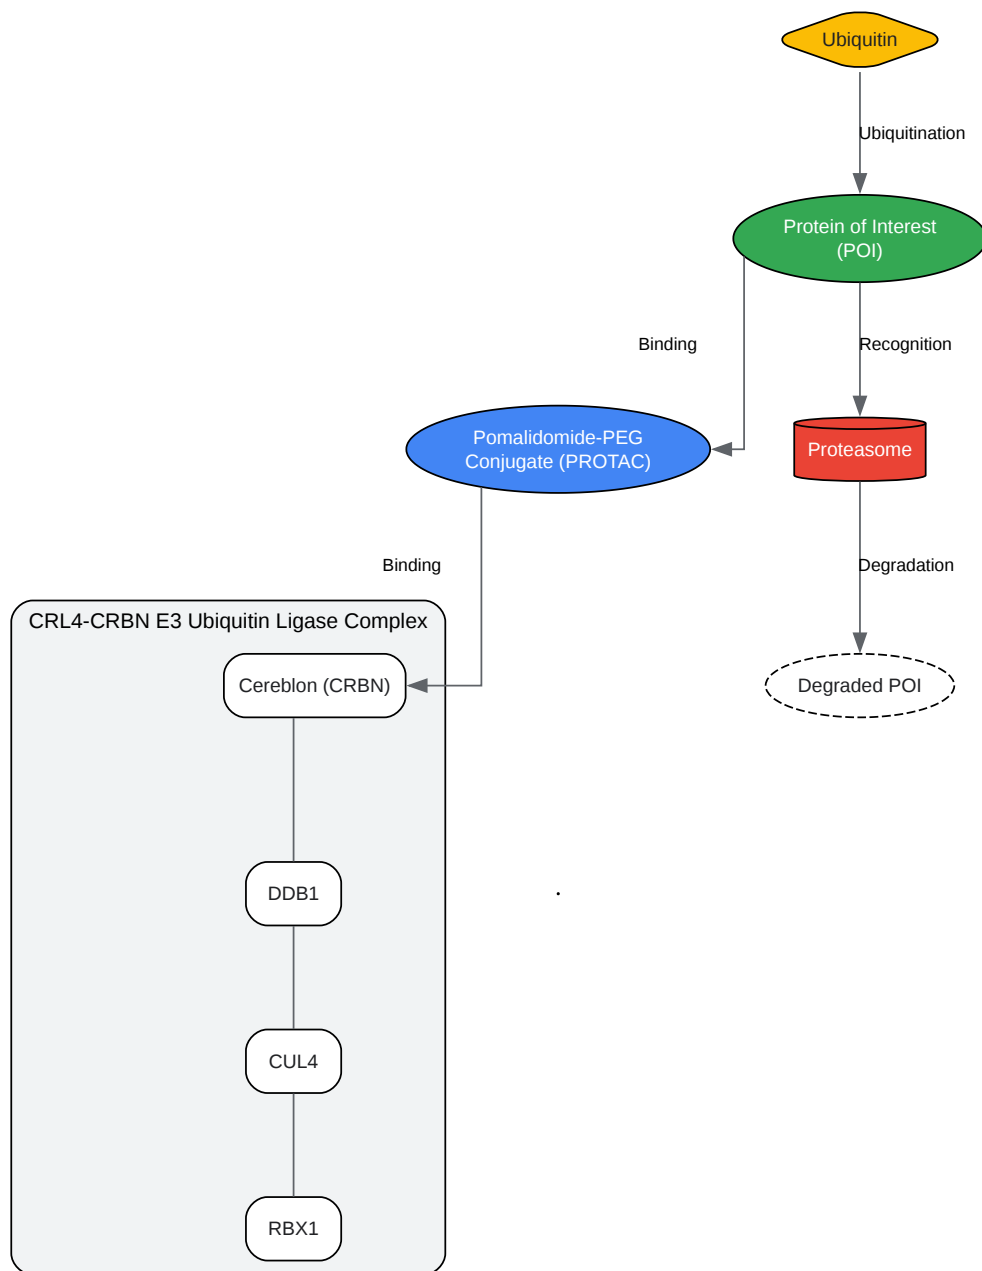 Ubiquitin
Ubiquitination
Protein of Interest
(POI)
Binding
Recognition
Pomalidomide-PEG
Conjugate (PROTAC)
Proteasome
Binding
Degradation
CRL4-CRBN E3 Ubiquitin Ligase Complex
Cereblon (CRBN)
Degraded POI
DDB1
CUL4
RBX1